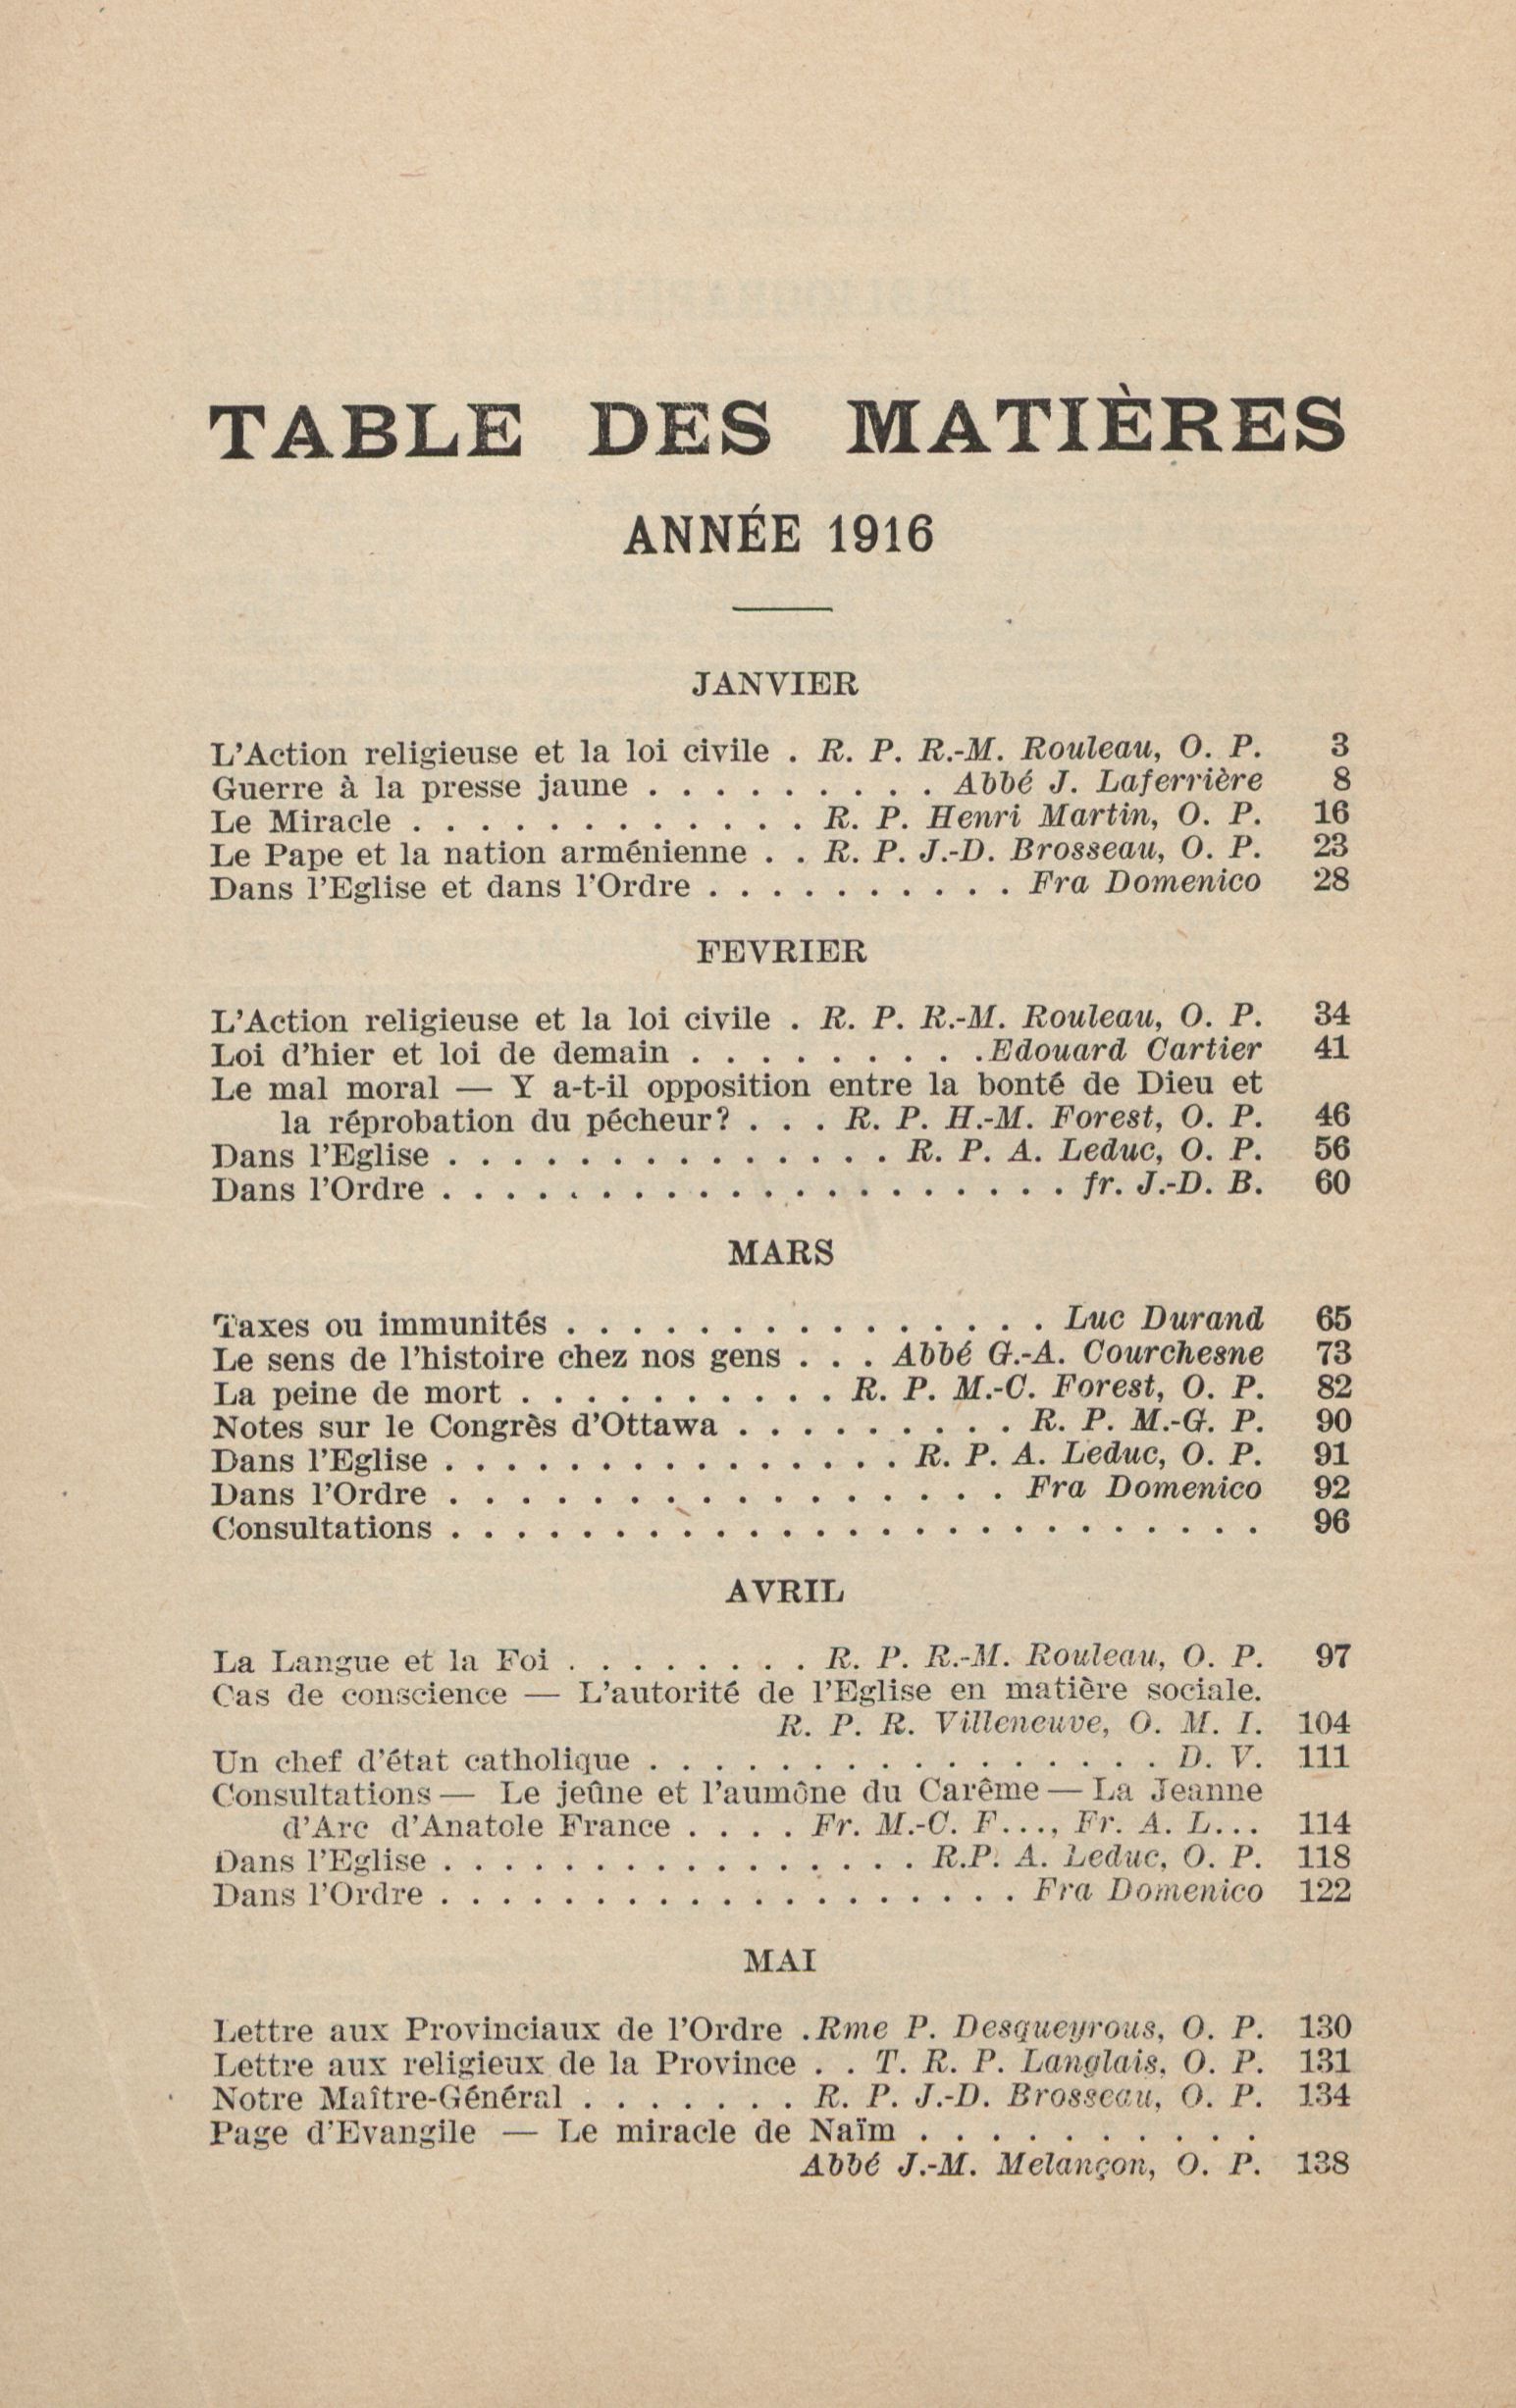 TABLE DES MATIÈRES
ANNÉE 1916
JANVIER
L'Action religieuse et la loi civile . R. P. R.-M. Rouleau, O. P. 3
Guerre à la presse jaune . . . . . . . . . Abbé J. Laferrière 8
Le Miracle . . . . . . . . . . . . R. P. Henri Martin, O. P. 16
Le Pape et la nation arménienne . . R. P. J.-D. Brosseau, O. P. 23
Dans l'Eglise et dans l'Ordre . . . . . . . . . . Fra Domenico 28
FEVRIER
L'Action religieuse et la loi civile . R. P. R.-M. Rouleau, O. P. 34
Loi d'hier et loi de demain . . . . . . . . . Edouard Cartier 41
Le mal moral — Y a-t-il opposition entre la bonté de Dieu et
la réprobation du pécheur? . . . R. P. H.-M. Forest, O. P. 46
Dans l'Eglise . . . . . . . . . . . . . . R. P. A. Leduc, O. P. 56
Dans l'Ordre . . . . . . . . . . . . . . . . . . . . fr. J.-D. B. 60
MARS
Taxes ou immunités . . . . . . . . . . . . . . . Luc Durand 65
Le sens de l'histoire chez nos gens . . . Abbé G.-A. Courchesne 73
La peine de mort . . . . . . . . . . R. P. M.-C. Forest, O. P. 82
Notes sur le Congrès d'Ottawa . . . . . . . . . R. P. M.-G. P. 90
Dans l'Eglise . . . . . . . . . . . . . . . R. P. A. Leduc, O. P. 91
Dans l'Ordre . . . . . . . . . . . . . . . . Fra Domenico 92
Consultations . . . . . . . . . . . . . . . . . . . . . . . . . 96
AVRIL
La Langue et la Foi . . . . . . . . R. P. R.-M. Rouleau, O. P. 97
Cas de conscience — L'autorité de l'Eglise en matière sociale.
R. P. R. Villeneuve, O. M. I. 104
Un chef d'état catholique . . . . . . . . . . . . . . . . D. V. 111
Consultations — Le jeûne et l'aumône du Carême — La Jeanne
d'Arc d'Anatole France . . . . Fr. M.-C. F..., Fr. A. L... 114
Dans l'Eglise . . . . . . . . . . . . . . . . R.P. A. Leduc, O. P. 118
Dans l'Ordre . . . . . . . . . . . . . . . . . . . Fra Domenico 122
MAI
Lettre aux Provinciaux de l'Ordre . Rme P. Desqueyrous, O. P. 130
Lettre aux religieux de la Province . . T. R. P. Langlais, O. P. 131
Notre Maître-Général . . . . . . . R. P. J.-D. Brosseau, O. P. 134
Page d'Evangile — Le miracle de Naïm . . . . . . . . . .
Abbé J.-M. Melançon, O. P. 138